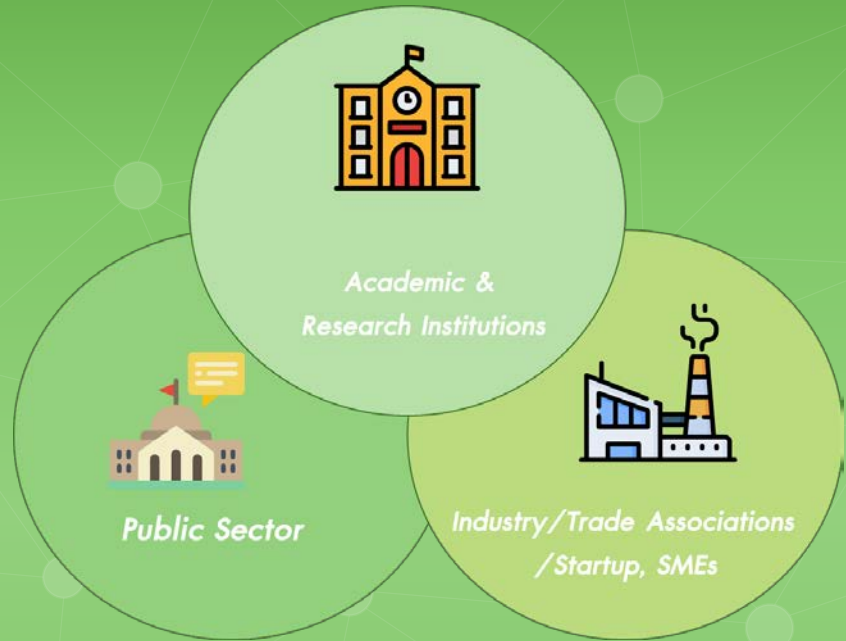 Academic &
Research Institutions
Public Sector
Industry/Trade Associations
/Startup, SMEs